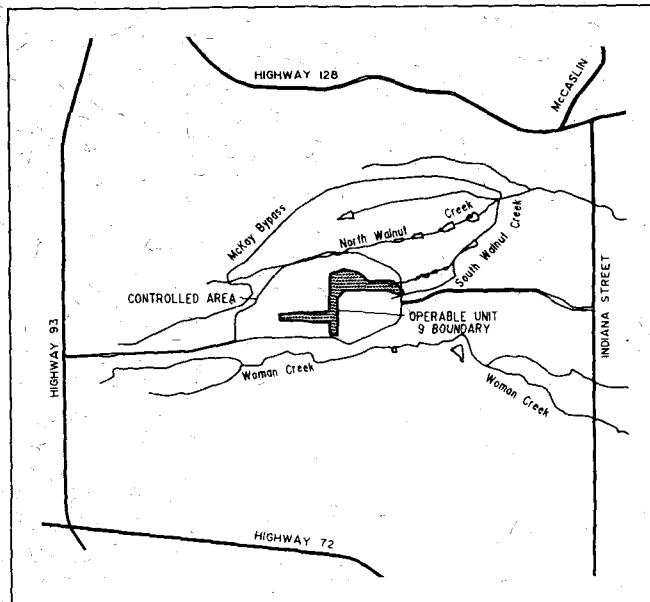 HIGHWAY 128
McCASLIN
McKoy Bypass
North Walnut
Creek
South Walnut Creek
CONTROLLED AREA
OPERABLE UNIT
9 BOUNDARY
HIGHWAY 93
INDIANA STREET
Woman Creek
Woman Creek
HIGHWAY 72